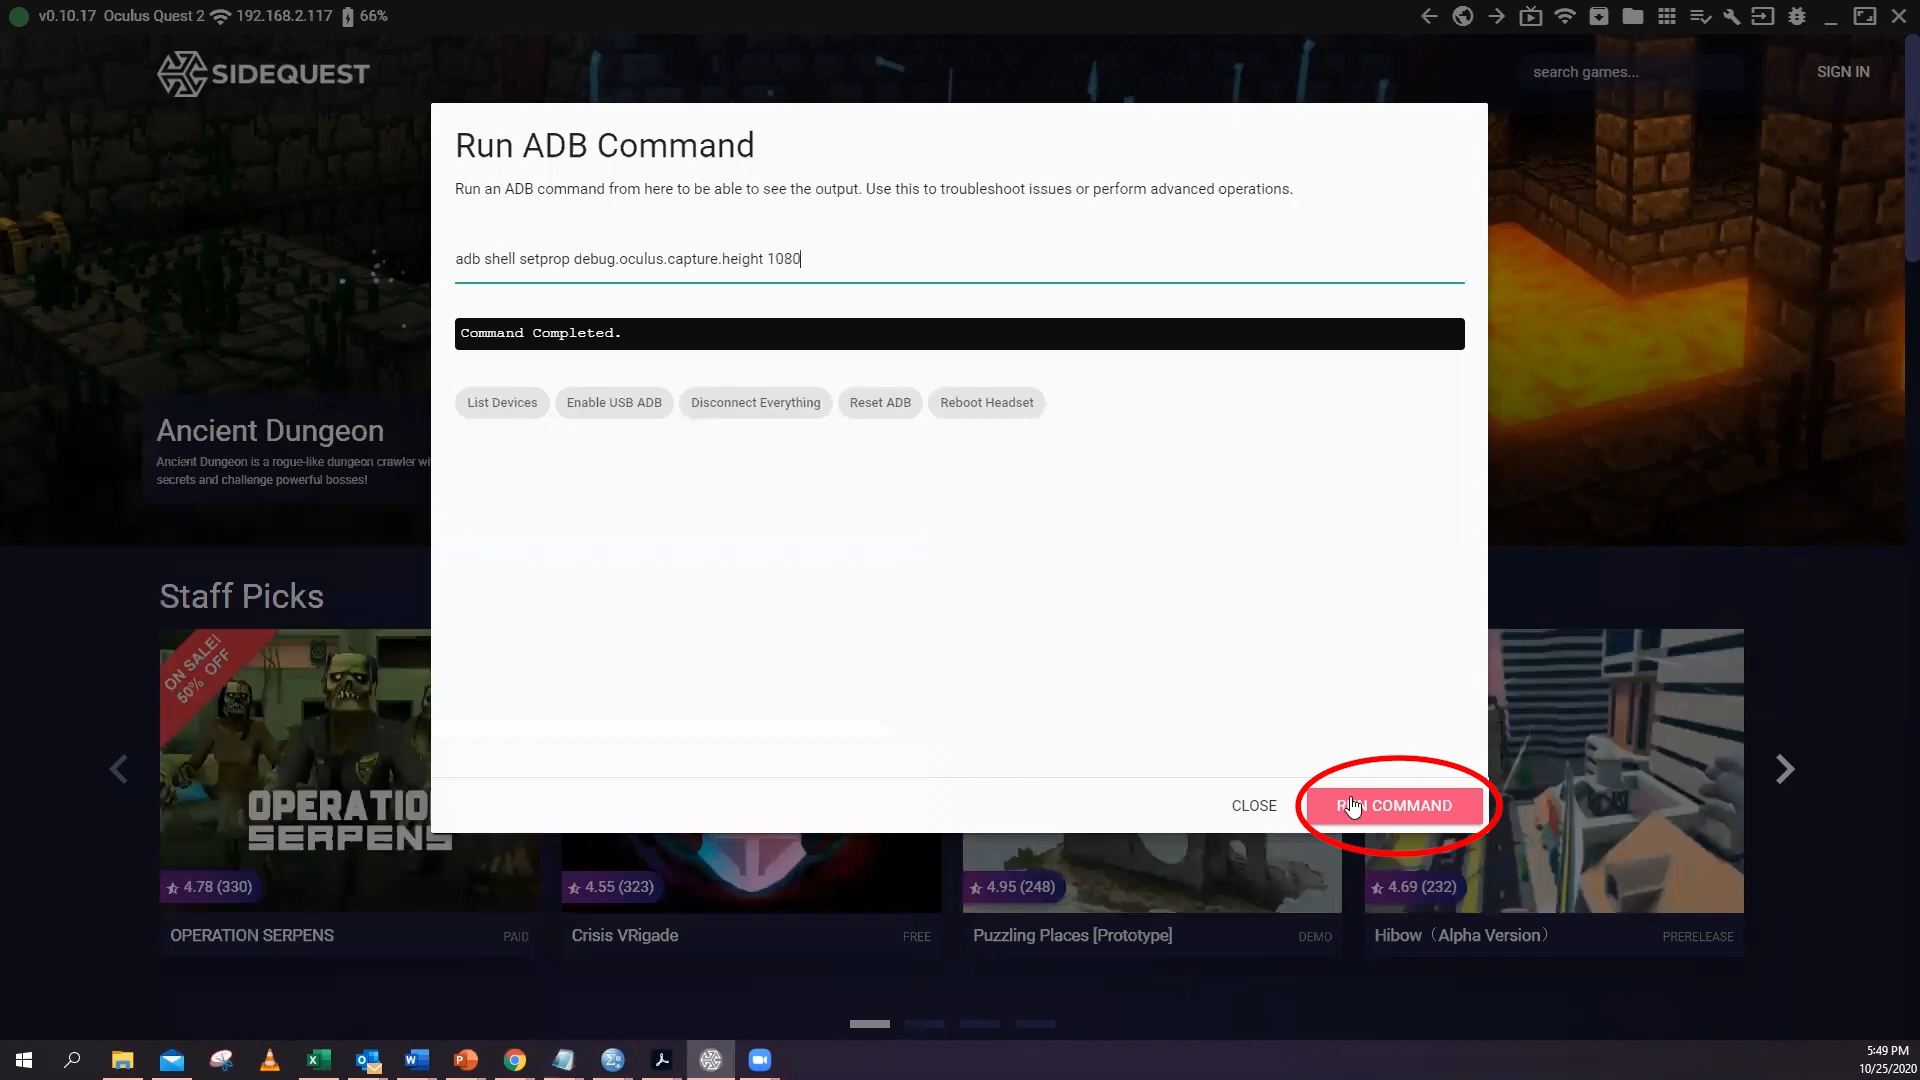 v0.10.17 Oculus Quest 2 192.168.2.117 66%
SIDEQUEST
search games...
SIGN IN
Run ADB Command
Run an ADB command from here to be able to see the output. Use this to troubleshoot issues or perform advanced operations.
adb shell setprop debug.oculus.capture.height 1080
Command Completed.
List Devices
Enable USB ADB
Disconnect Everything
Reset ADB
Reboot Headset
Ancient Dungeon
Ancient Dungeon is a rogue-like dungeon crawler
secrets and challenge powerful bosses!
Staff Picks
ON SALE!
50% OFF
OPERATIO
SERPENS
CLOSE
RUN COMMAND
4.78 (330)
4.55 (323)
4.95 (248)
4.69 (232)
OPERATION SERPENS
PAID
Crisis VRigade
FREE
Puzzling Places [Prototype]
DEMO
Hibow（Alpha Version）
PRERELEASE
5:49 PM
10/25/2020